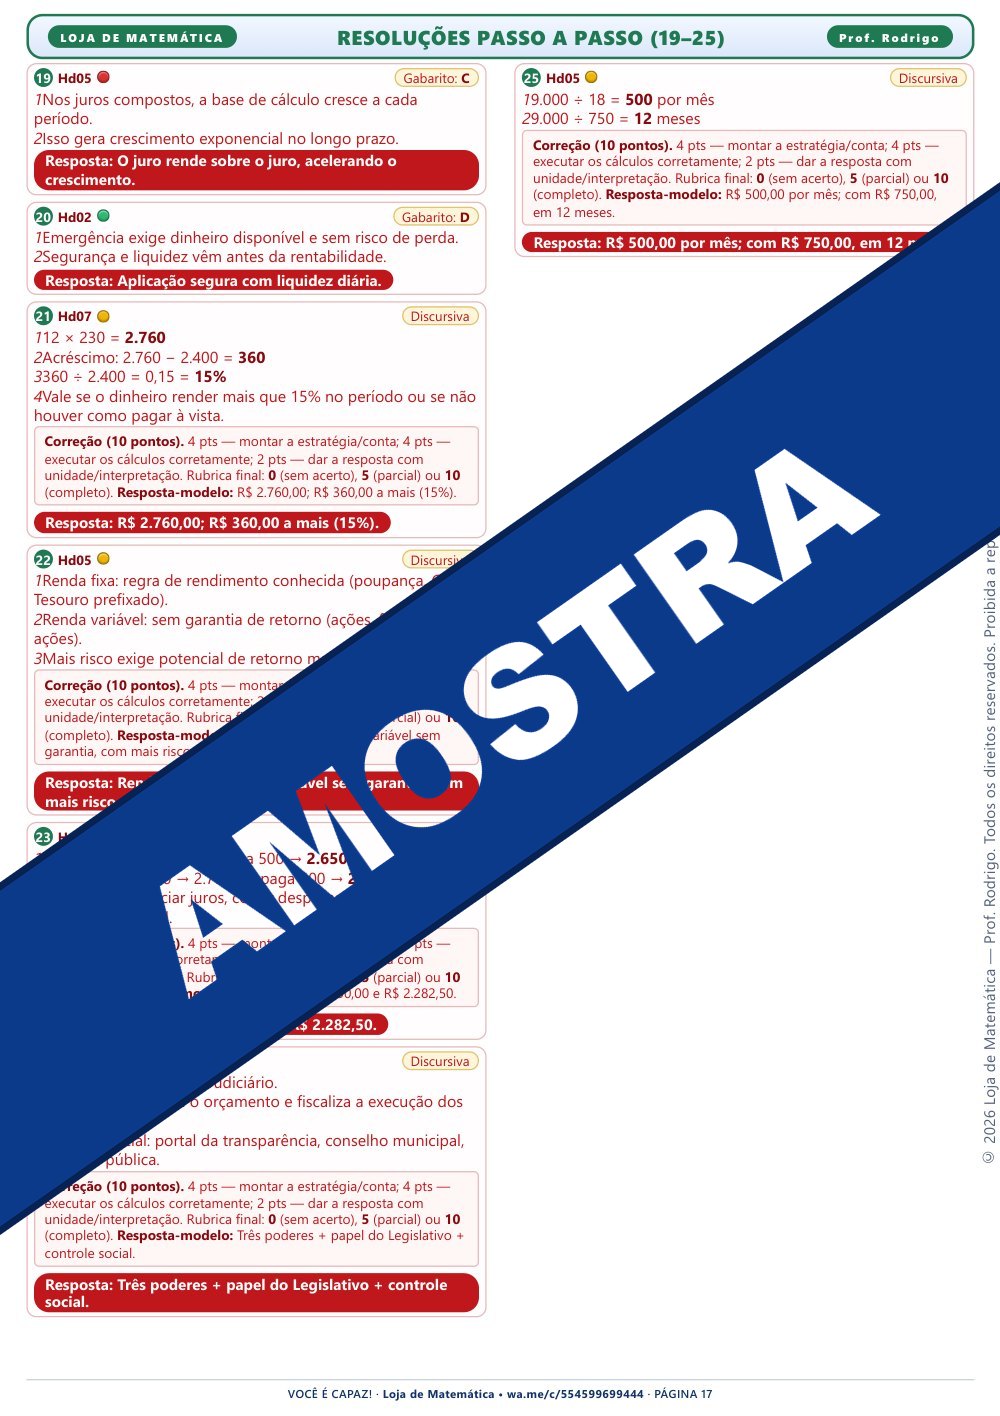 LOJA DE MATEMÁTICA
RESOLUÇÕES PASSO A PASSO (19–25)
Prof. Rodrigo
19 Hd05 Gabarito: C
1Nos juros compostos, a base de cálculo cresce a cada
período.
2Isso gera crescimento exponencial no longo prazo.
Resposta: O juro rende sobre o juro, acelerando o
crescimento.
20 Hd02 Gabarito: D
1Emergência exige dinheiro disponível e sem risco de perda.
2Segurança e liquidez vêm antes da rentabilidade.
Resposta: Aplicação segura com liquidez diária.
21 Hd07 Discursiva
112 × 230 = 2.760
2Acréscimo: 2.760 − 2.400 = 360
3360 ÷ 2.400 = 0,15 = 15%
4Vale se o dinheiro render mais que 15% no período ou se não
houver como pagar à vista.
Correção (10 pontos). 4 pts — montar a estratégia/conta; 4 pts —
executar os cálculos corretamente; 2 pts — dar a resposta com
unidade/interpretação. Rubrica final: 0 (sem acerto), 5 (parcial) ou 10
(completo). Resposta-modelo: R$ 2.760,00; R$ 360,00 a mais (15%).
Resposta: R$ 2.760,00; R$ 360,00 a mais (15%).
22 Hd05
1Renda fixa: regra de rendimento conhecida (poupança,
Tesouro prefixado).
2Renda variável: sem garantia de retorno (ações,
ações).
3Mais risco exige potencial de retorno
Correção (10 pontos). 4 pts —
executar os cálculos corretamente;
unidade/interpretação. Rubrica ou
(completo). sem
garantia, com mais
Resposta:
mais
23
500 → 2.650
juros,
4 pts — pts —
com
(parcial) ou 10
e R$ 2.282,50.
R$ 2.282,50.
Discursiva
orçamento e fiscaliza a execução dos
portal da transparência, conselho municipal,
pública.
(10 pontos). 4 pts — montar a estratégia/conta; 4 pts —
executar os cálculos corretamente; 2 pts — dar a resposta com
unidade/interpretação. Rubrica final: 0 (sem acerto), 5 (parcial) ou 10
(completo). Resposta-modelo: Três poderes + papel do Legislativo +
controle social.
Resposta: Três poderes + papel do Legislativo + controle
social.
25 Hd05 Discursiva
19.000 ÷ 18 = 500 por mês
29.000 ÷ 750 = 12 meses
Correção (10 pontos). 4 pts — montar a estratégia/conta; 4 pts —
executar os cálculos corretamente; 2 pts — dar a resposta com
unidade/interpretação. Rubrica final: 0 (sem acerto), 5 (parcial) ou 10
(completo). Resposta-modelo: R$ 500,00 por mês; com R$ 750,00,
em 12 meses.
Resposta: R$ 500,00 por mês; com R$ 750,00, em 12
AMOSTRA
© 2026 Loja de Matemática — Prof. Rodrigo. Todos os direitos reservados. Proibida a
VOCÊ É CAPAZ! · Loja de Matemática • wa.me/c/554599699444 · PÁGINA 17